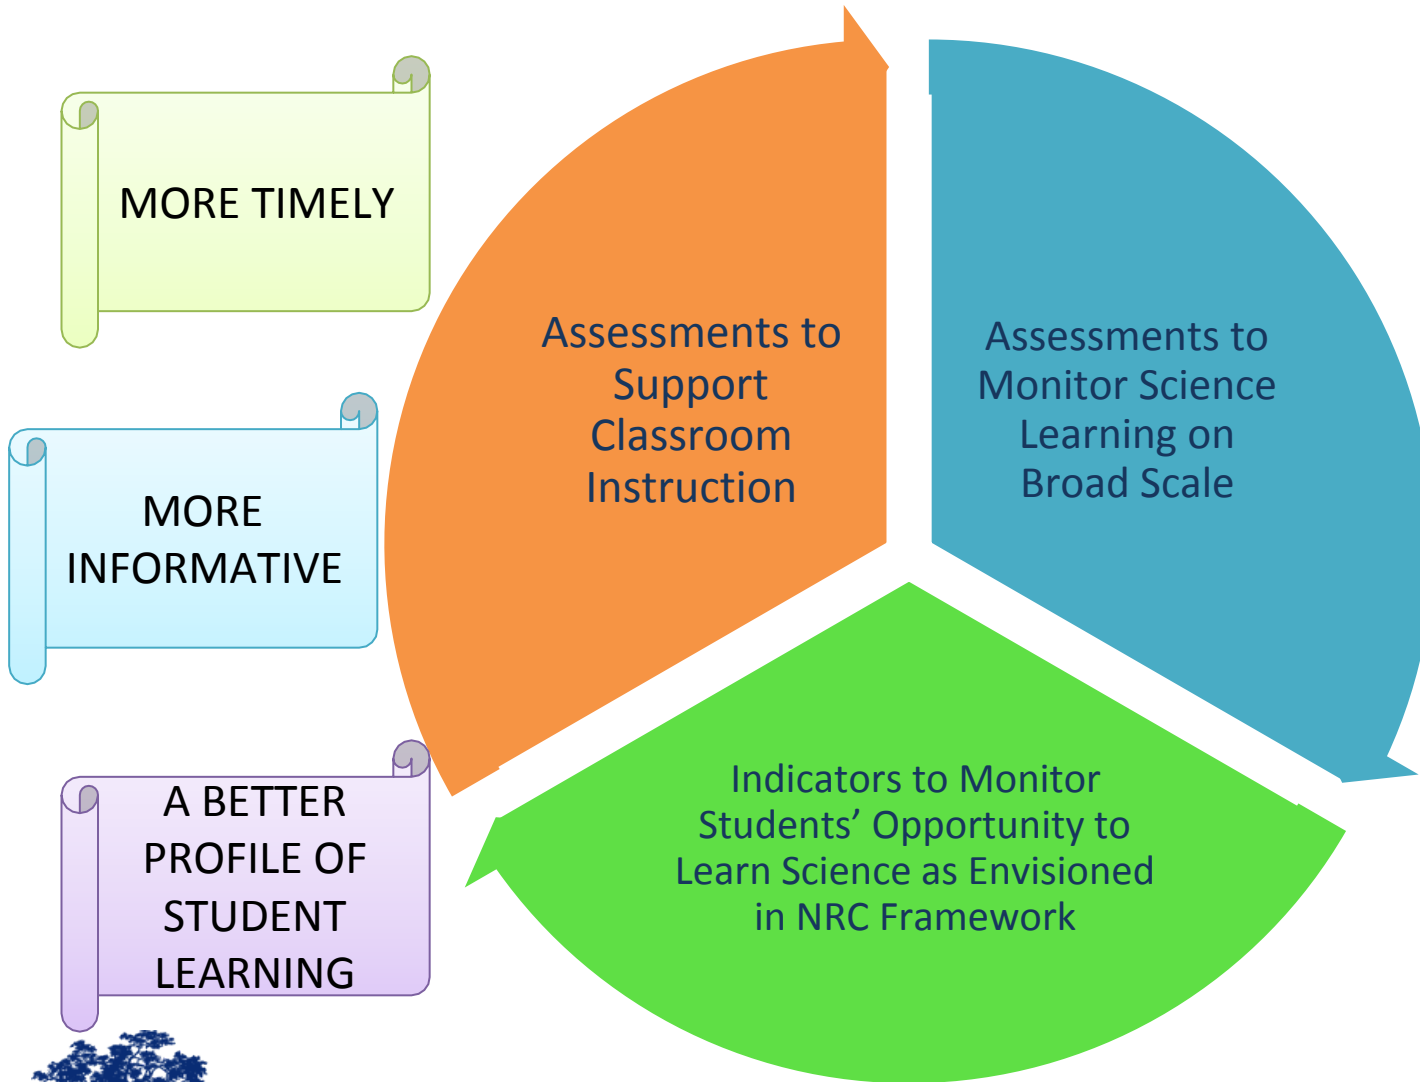 MORE TIMELY
MORE
INFORMATIVE
A BETTER
PROFILE OF
STUDENT
LEARNING
Assessments to
Support
Classroom
Instruction
Assessments to
Monitor Science
Learning on
Broad Scale
Indicators to Monitor
Students’ Opportunity to
Learn Science as Envisioned
in NRC Framework